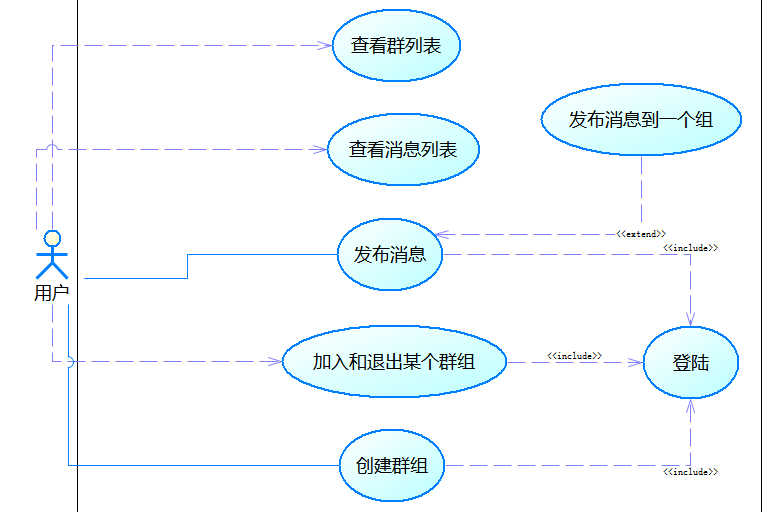 查看群列表
发布消息到一个组
查看消息列表
<<extend>>
<<include>>
发布消息
用户
加入和退出某个群组
<<include>>
登陆
创建群组
<<include>>